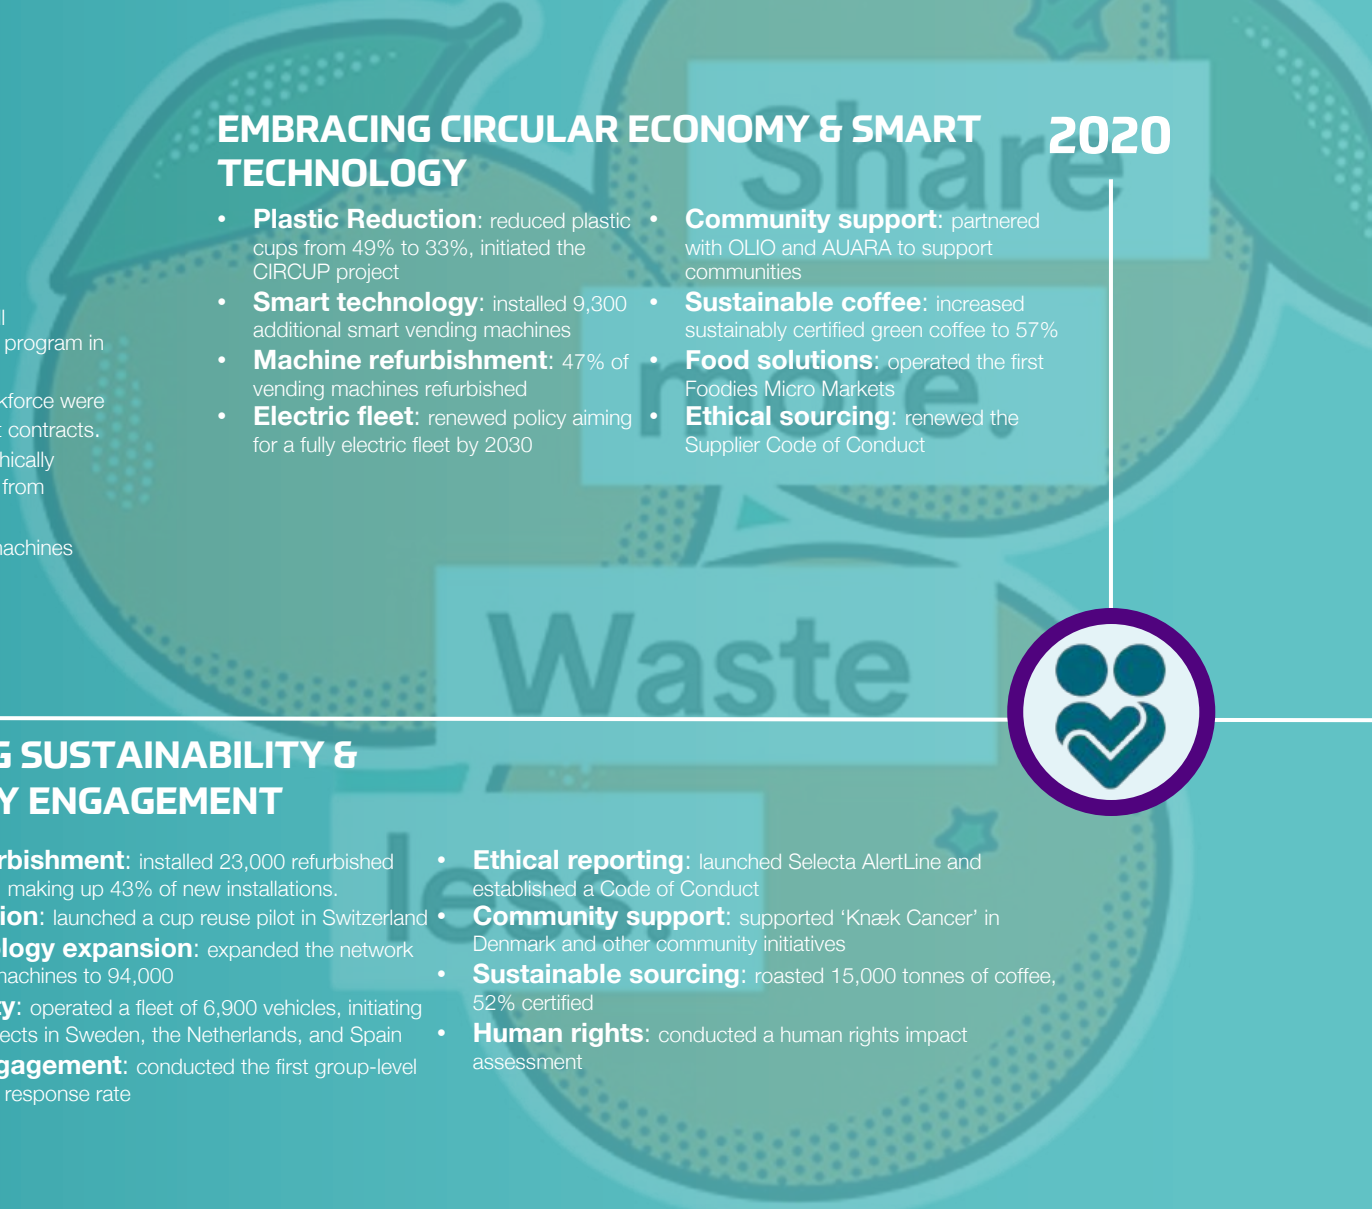 Share
more.
Waste
less.
EMBRACING CIRCULAR ECONOMY & SMART
TECHNOLOGY
2020
• Plastic Reduction: reduced plastic
cups from 49% to 33%, initiated the
CIRCUP project
• Smart technology: installed 9,300
additional smart vending machines
• Machine refurbishment: 47% of
vending machines refurbished
• Electric fleet: renewed policy aiming
for a fully electric fleet by 2030
• Community support: partnered
with OLIO and AUARA to support
communities
• Sustainable coffee: increased
sustainably certified green coffee to 57%
• Food solutions: operated the first
Foodies Micro Markets
• Ethical sourcing: renewed the
Supplier Code of Conduct
program in
kforce were
contracts.
hically
from
achines
G SUSTAINABILITY &
Y ENGAGEMENT
rbishment: installed 23,000 refurbished
making up 43% of new installations.
ion: launched a cup reuse pilot in Switzerland
ology expansion: expanded the network
machines to 94,000
ty: operated a fleet of 6,900 vehicles, initiating
ects in Sweden, the Netherlands, and Spain
gagement: conducted the first group-level
response rate
• Ethical reporting: launched Selecta AlertLine and
established a Code of Conduct
• Community support: supported ‘Knæk Cancer’ in
Denmark and other community initiatives
• Sustainable sourcing: roasted 15,000 tonnes of coffee,
52% certified
• Human rights: conducted a human rights impact
assessment